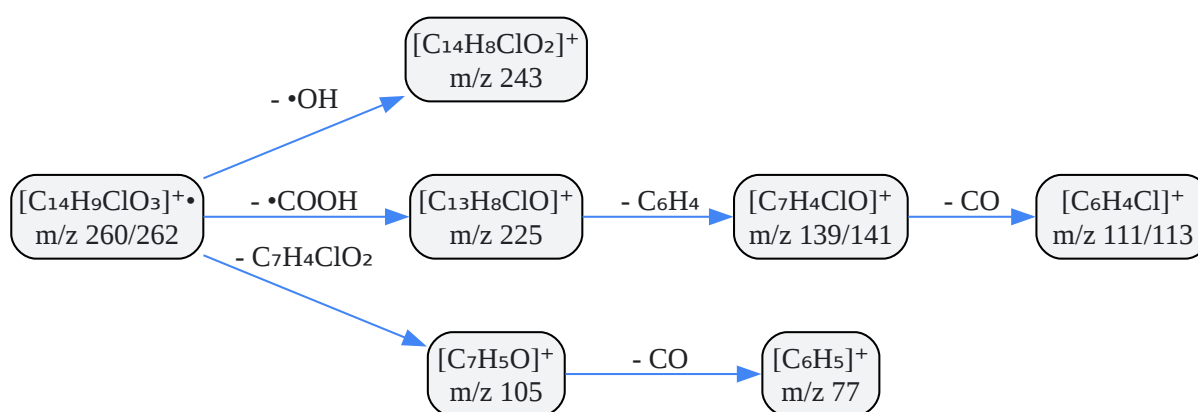 [C₁₄H₈ClO₂]⁺
m/z 243
- •OH
[C₁₄H₉ClO₃]⁺•
m/z 260/262
- •COOH
[C₁₃H₈ClO]⁺
m/z 225
- C₆H₄
[C₇H₄ClO]⁺
m/z 139/141
- CO
[C₆H₄Cl]⁺
m/z 111/113
- C₇H₄ClO₂
[C₇H₅O]⁺
m/z 105
- CO
[C₆H₅]⁺
m/z 77